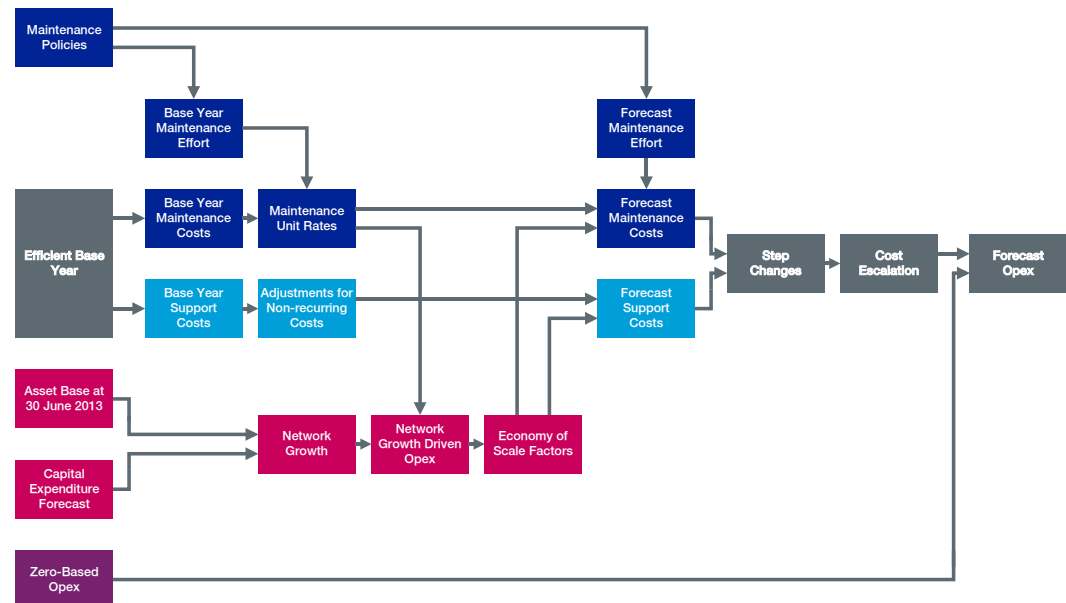 Maintenance
Policies
Base Year
Maintenance
Effort
Forecast
Maintenance
Effort
Efficient Base
Year
Base Year
Maintenance
Costs
Maintenance
Unit Rates
Forecast
Maintenance
Costs
Step
Changes
Cost
Escalation
Forecast
Opex
Base Year
Support
Costs
Adjustments for
Non-recurring
Costs
Forecast
Support
Costs
Asset Base at
30 June 2013
Network
Growth
Network
Growth Driven
Opex
Economy of
Scale Factors
Capital
Expenditure
Forecast
Zero-Based
Opex